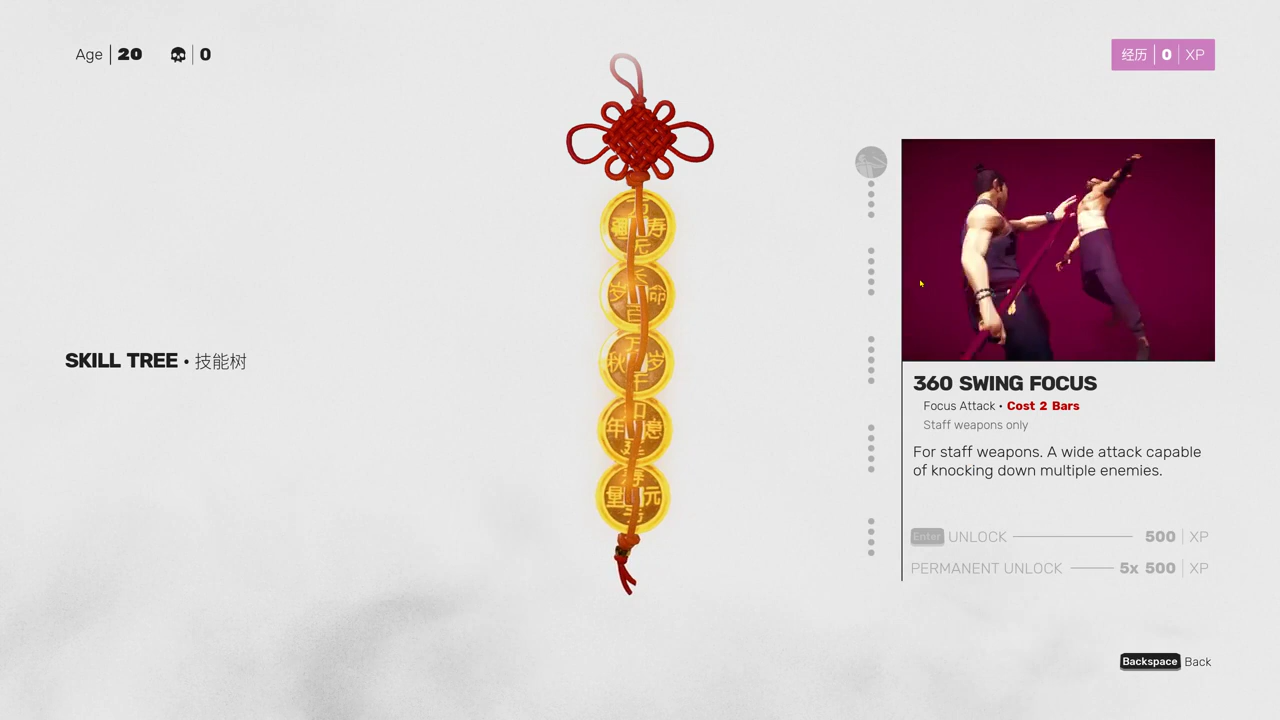 Age 20 0
经历 0 XP
SKILL TREE • 技能树
360 SWING FOCUS
Focus Attack • Cost 2 Bars
Staff weapons only
For staff weapons. A wide attack capable
of knocking down multiple enemies.
Enter UNLOCK 500 XP
PERMANENT UNLOCK 5x 500 XP
Backspace Back